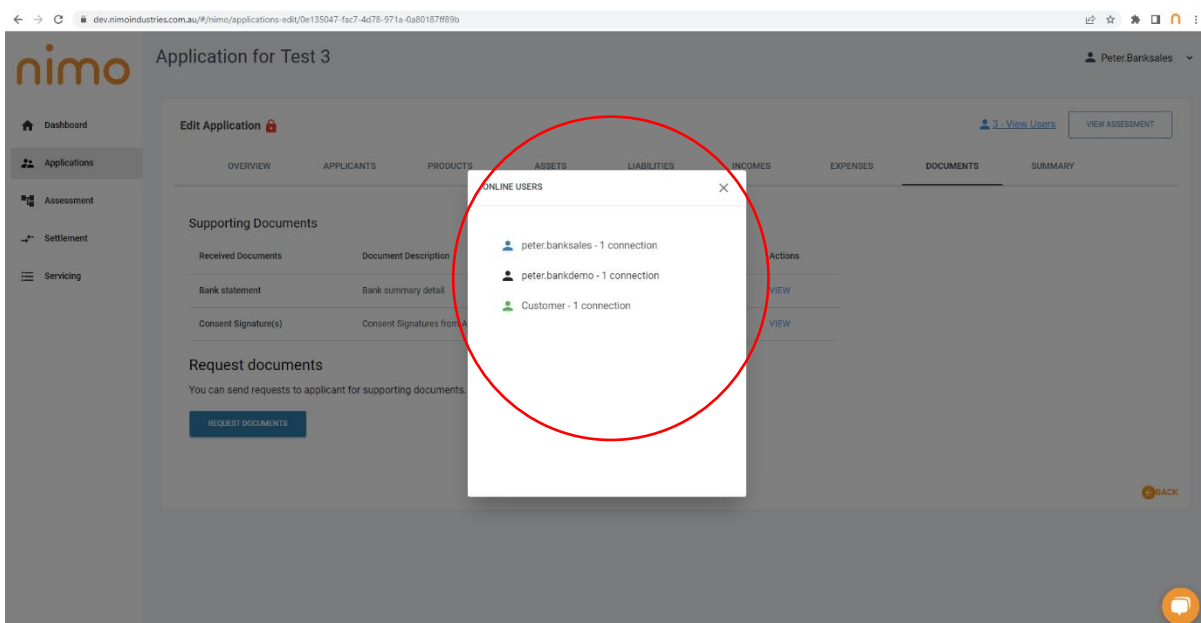 dev.nimoindustries.com.au/#/nimo/applications-edit/0e135047-fac7-4d78-971a-0a80187ff89b
nimo
Application for Test 3
Peter.Banksales
Dashboard
Applications
Assessment
Settlement
Servicing
Edit Application
3 - View Users
VIEW ASSESSMENT
OVERVIEW APPLICANTS PRODUCTS ASSETS LIABILITIES INCOMES EXPENSES DOCUMENTS SUMMARY
ONLINE USERS
peter.banksales - 1 connection
peter.bankdemo - 1 connection
Customer - 1 connection
Supporting Documents
Received Documents Document Description Actions
Bank statement Bank summary detail VIEW
Consent Signature(s) Consent Signatures from A VIEW
Request documents
You can send requests to applicant for supporting documents.
REQUEST DOCUMENTS
BACK